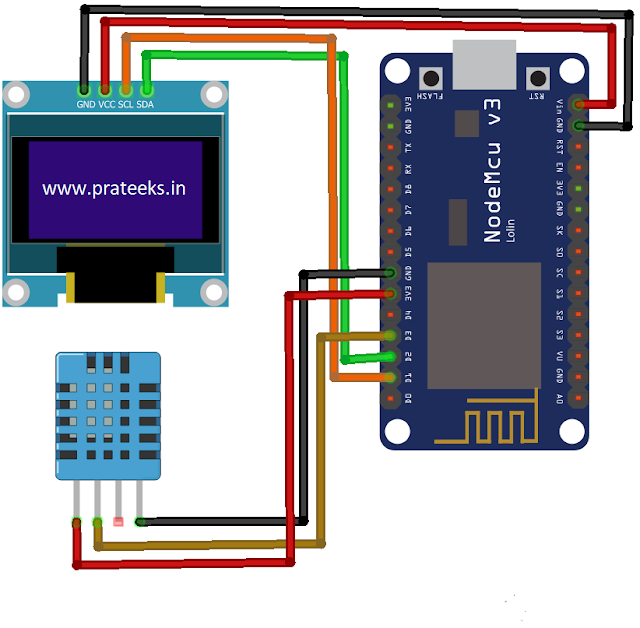 GND VCC SCL SDA
www.prateeks.in
FLASH
RST
NodeMcu v3
Lolin
3V3
GND
TX
RX
D8
D7
D6
D5
GND
3V3
D4
D3
D2
D1
D0
Vin
GND
RST
EN
3V3
GND
SK
SO
SC
S1
S2
S3
VU
GND
AO